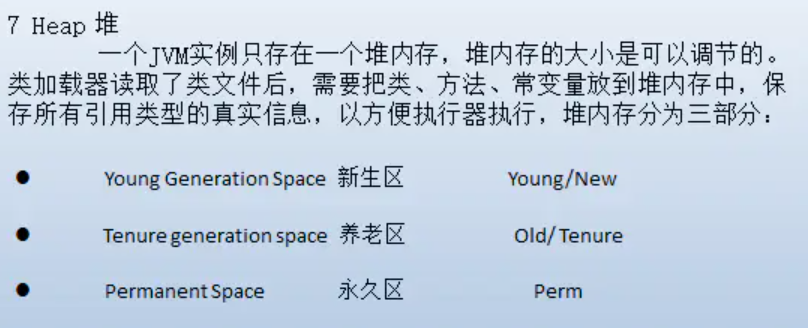 7 Heap 堆
一个JVM实例只存在一个堆内存，堆内存的大小是可以调节的。
类加载器读取了类文件后，需要把类、方法、常变量放到堆内存中，保
存所有引用类型的真实信息，以方便执行器执行，堆内存分为三部分：
● Young Generation Space 新生区 Young/New
● Tenure generation space 养老区 Old/ Tenure
● Permanent Space 永久区 Perm